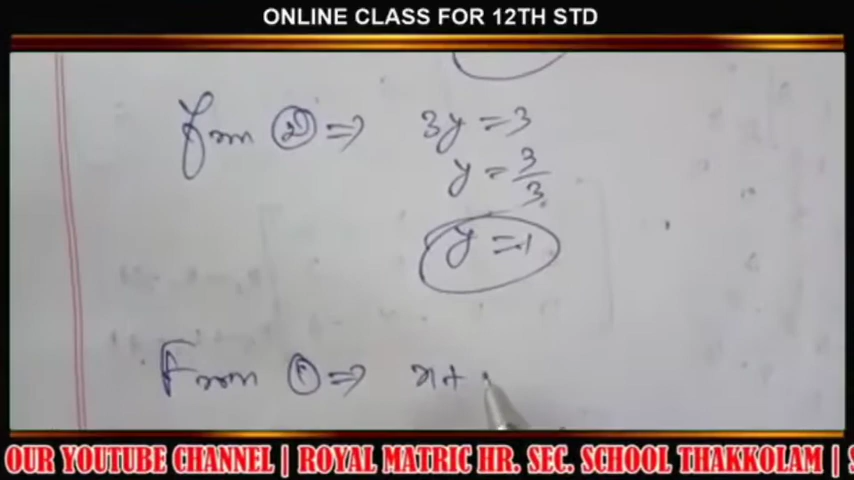 ONLINE CLASS FOR 12TH STD
from ② ⇒ 3y = 3
y = 3/3
y = 1
From ① ⇒ x +
OUR YOUTUBE CHANNEL | ROYAL MATRIC HR. SEC. SCHOOL THAKKOLAM | S